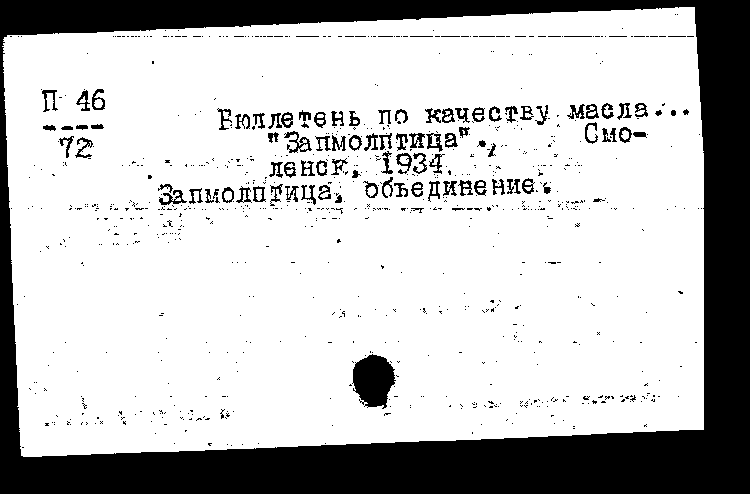 П 46
----
72
Бюллетень по качеству масла...
"Запмолптица"., Смо-
ленск, 1934.
Запмолптица, объединение.